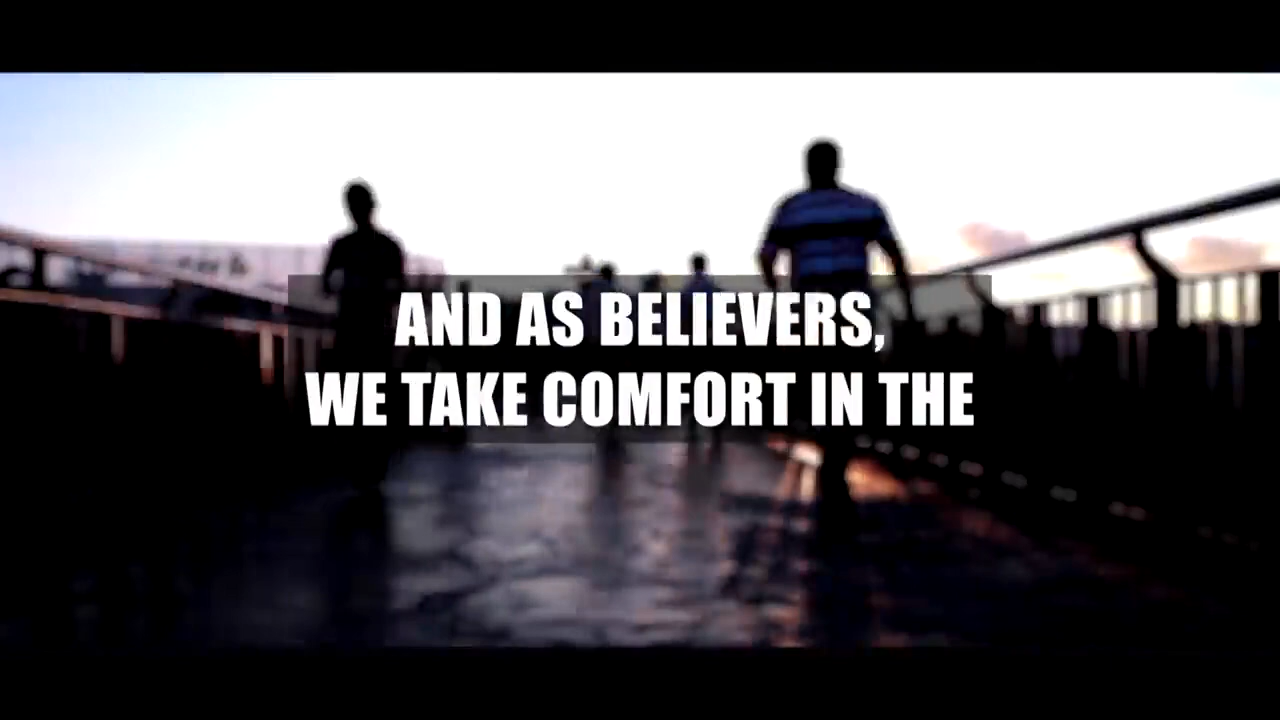 AND AS BELIEVERS,
WE TAKE COMFORT IN THE